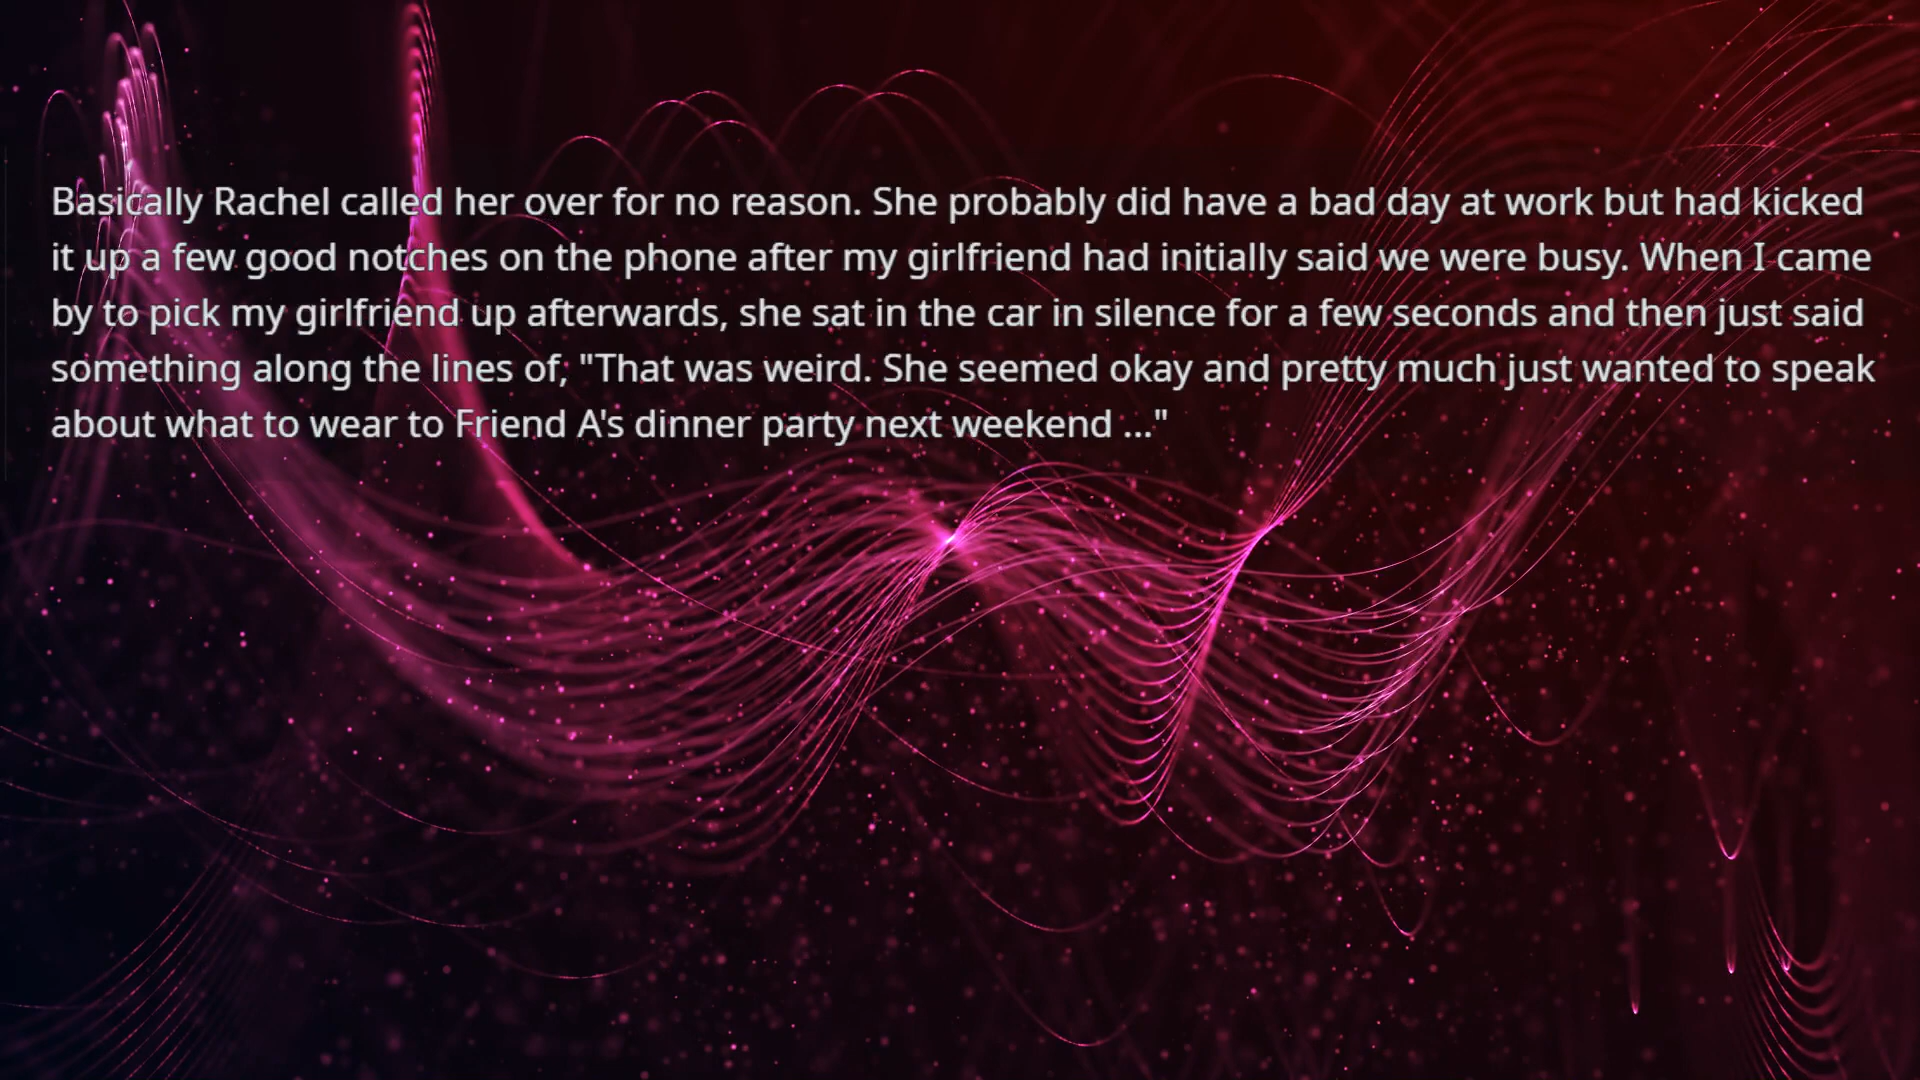 Basically Rachel called her over for no reason. She probably did have a bad day at work but had kicked
it up a few good notches on the phone after my girlfriend had initially said we were busy. When I came
by to pick my girlfriend up afterwards, she sat in the car in silence for a few seconds and then just said
something along the lines of, "That was weird. She seemed okay and pretty much just wanted to speak
about what to wear to Friend A's dinner party next weekend ..."